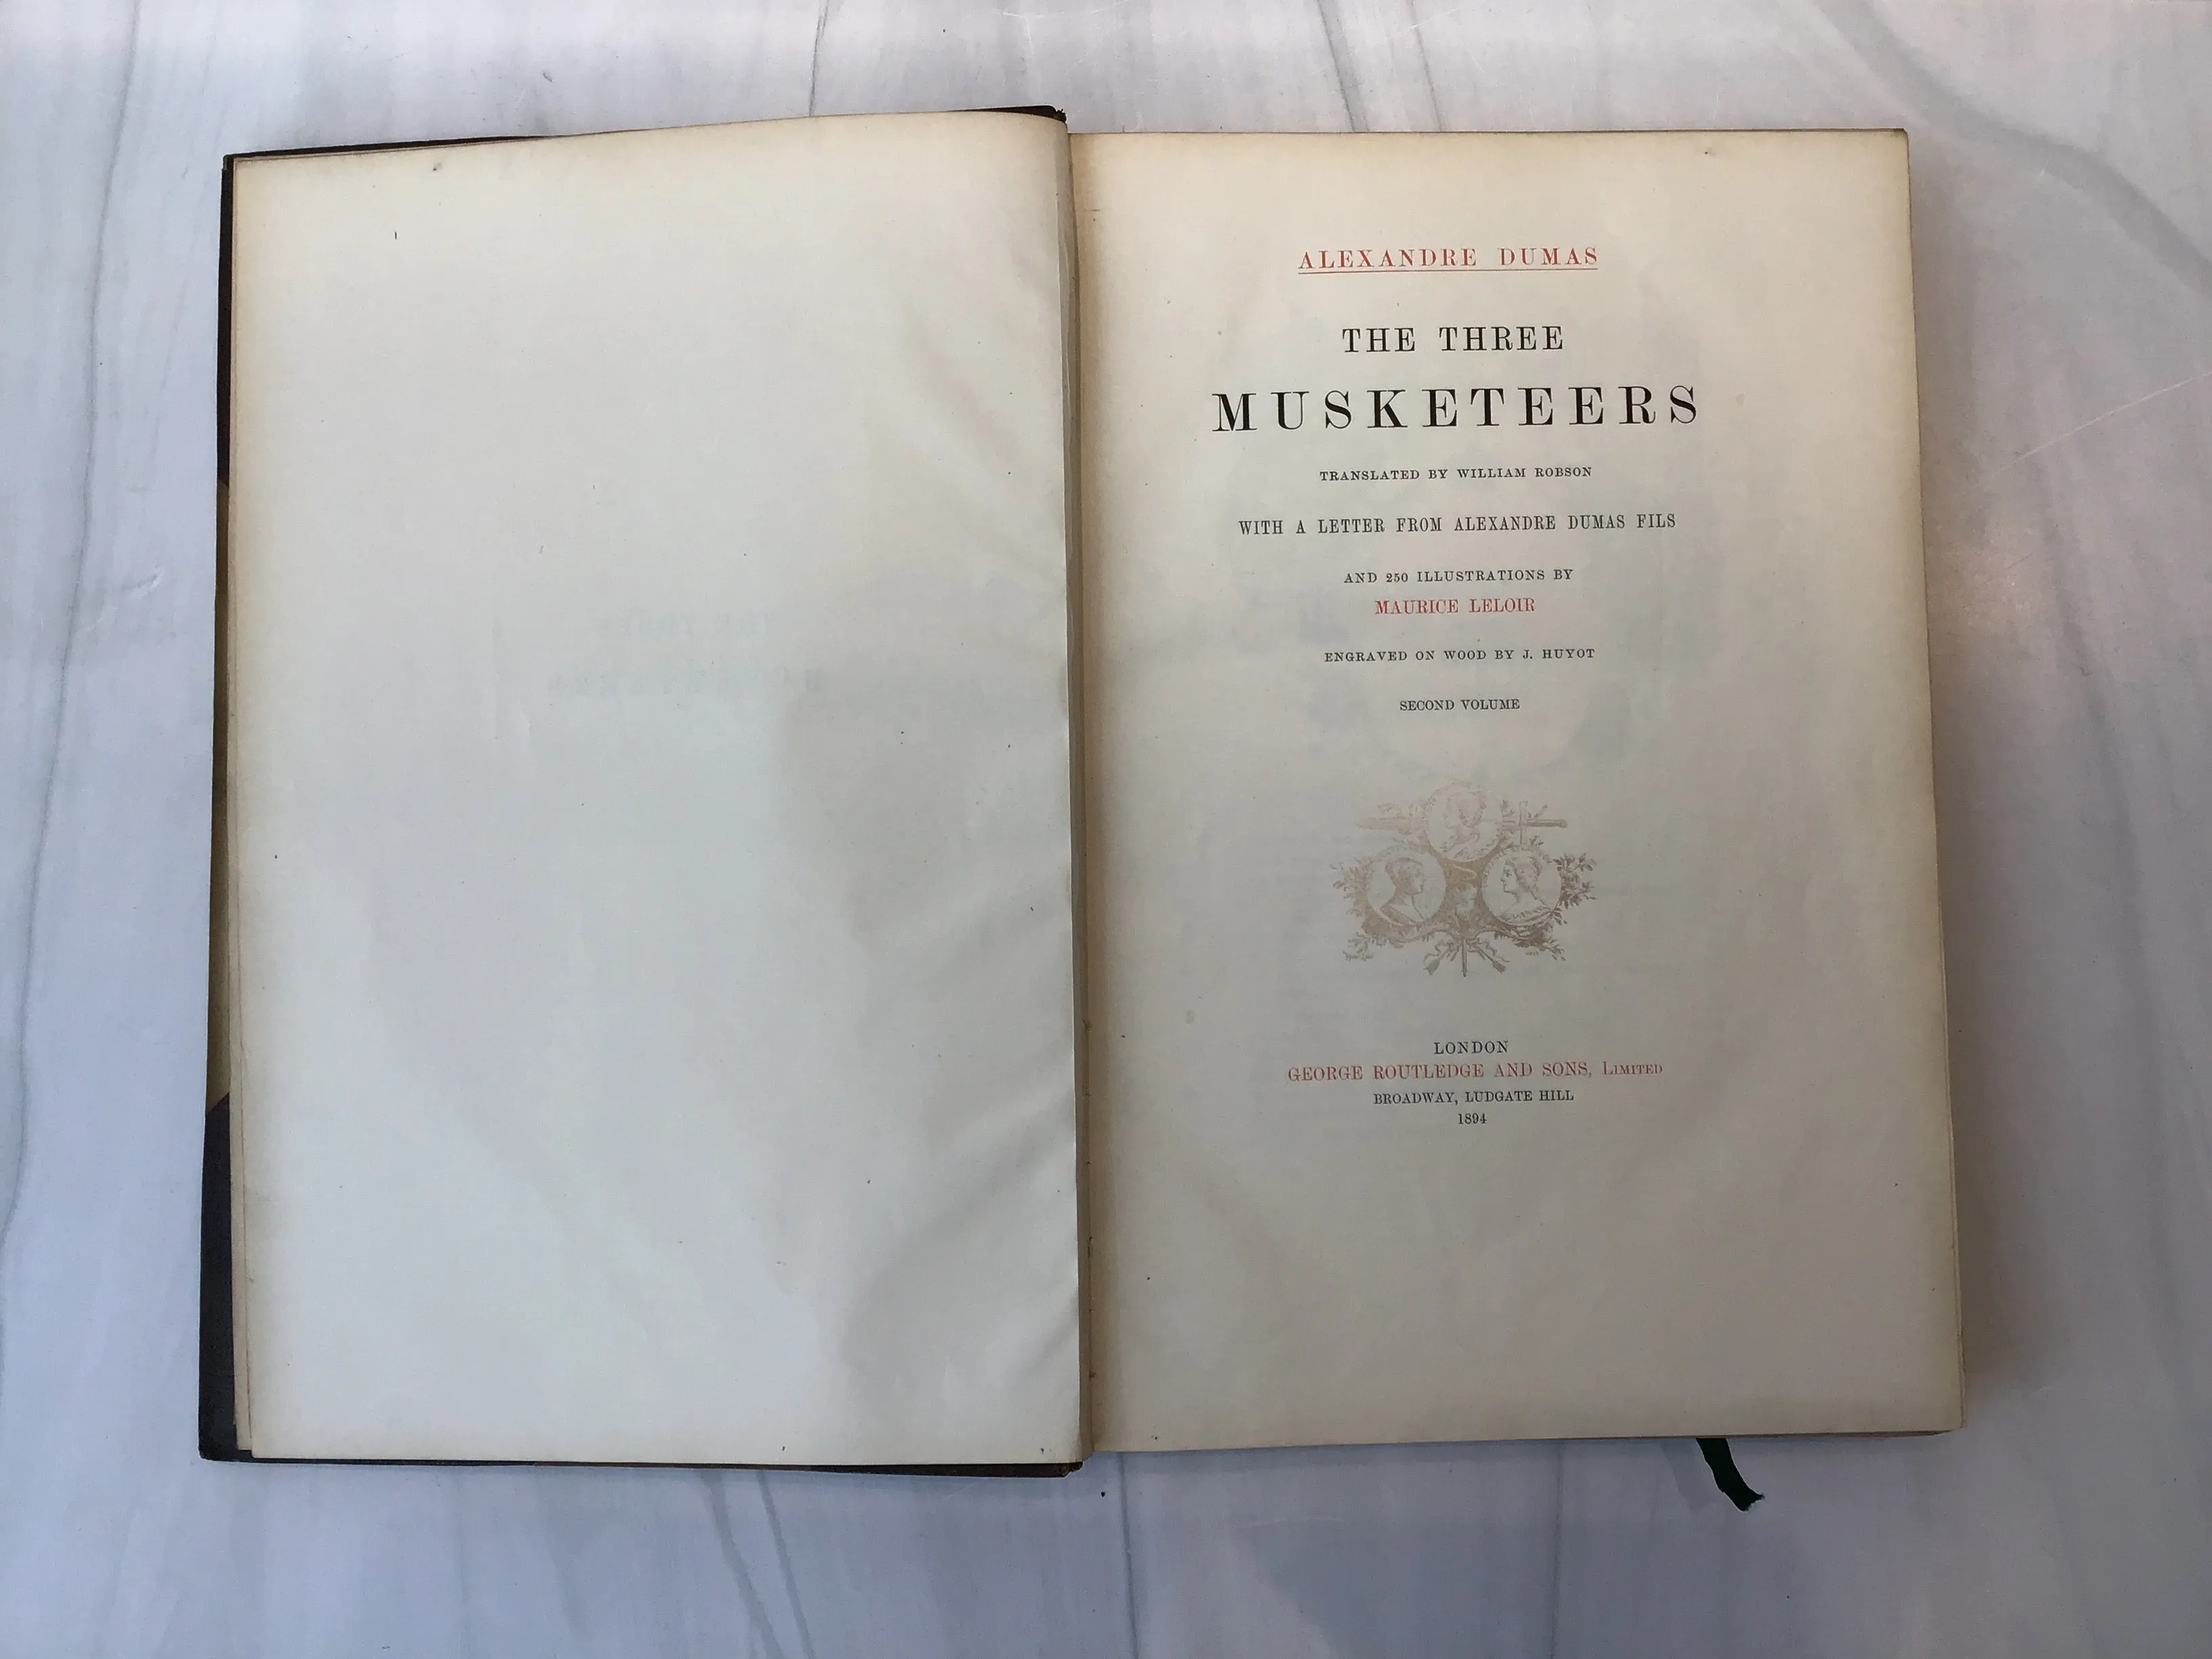 ALEXANDRE DUMAS
THE THREE
MUSKETEERS
TRANSLATED BY WILLIAM ROBSON
WITH A LETTER FROM ALEXANDRE DUMAS FILS
AND 250 ILLUSTRATIONS BY
MAURICE LELOIR
ENGRAVED ON WOOD BY J. HUYOT
SECOND VOLUME
LONDON
GEORGE ROUTLEDGE AND SONS, LIMITED
BROADWAY, LUDGATE HILL
1894